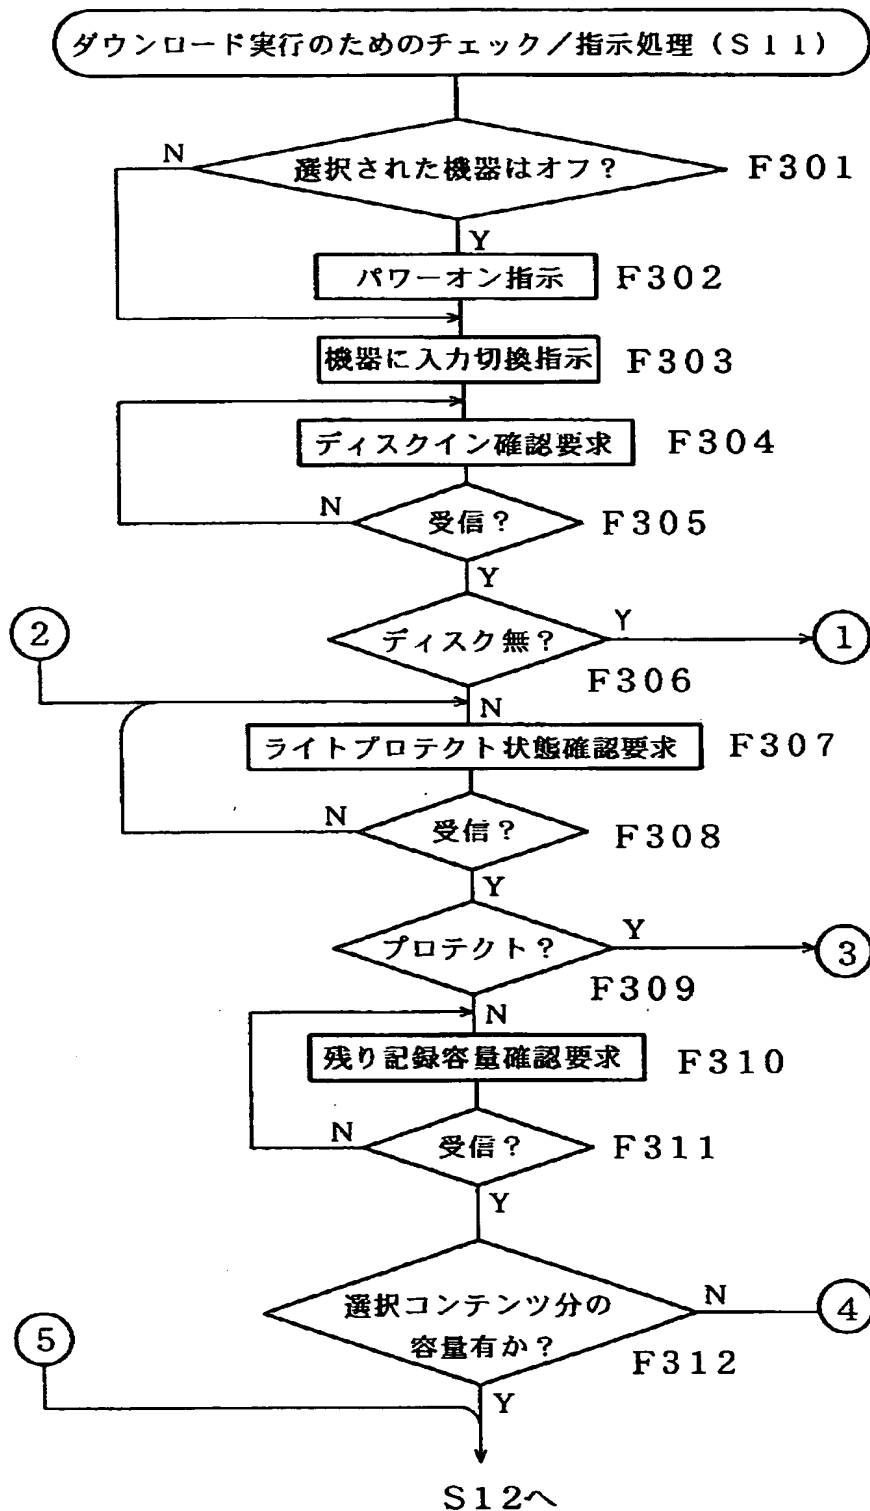 ダウンロード実行のためのチェック/指示処理(S11)
N
選択された機器はオフ?
F301
Y
パワーオン指示
F302
機器に入力切換指示
F303
ディスクイン確認要求
F304
N
受信?
F305
Y
2
ディスク無?
Y
1
F306
N
ライトプロテクト状態確認要求
F307
N
受信?
F308
Y
プロテクト?
Y
3
F309
N
残り記録容量確認要求
F310
N
受信?
F311
Y
選択コンテンツ分の
容量有か?
N
4
5
F312
Y
S12へ